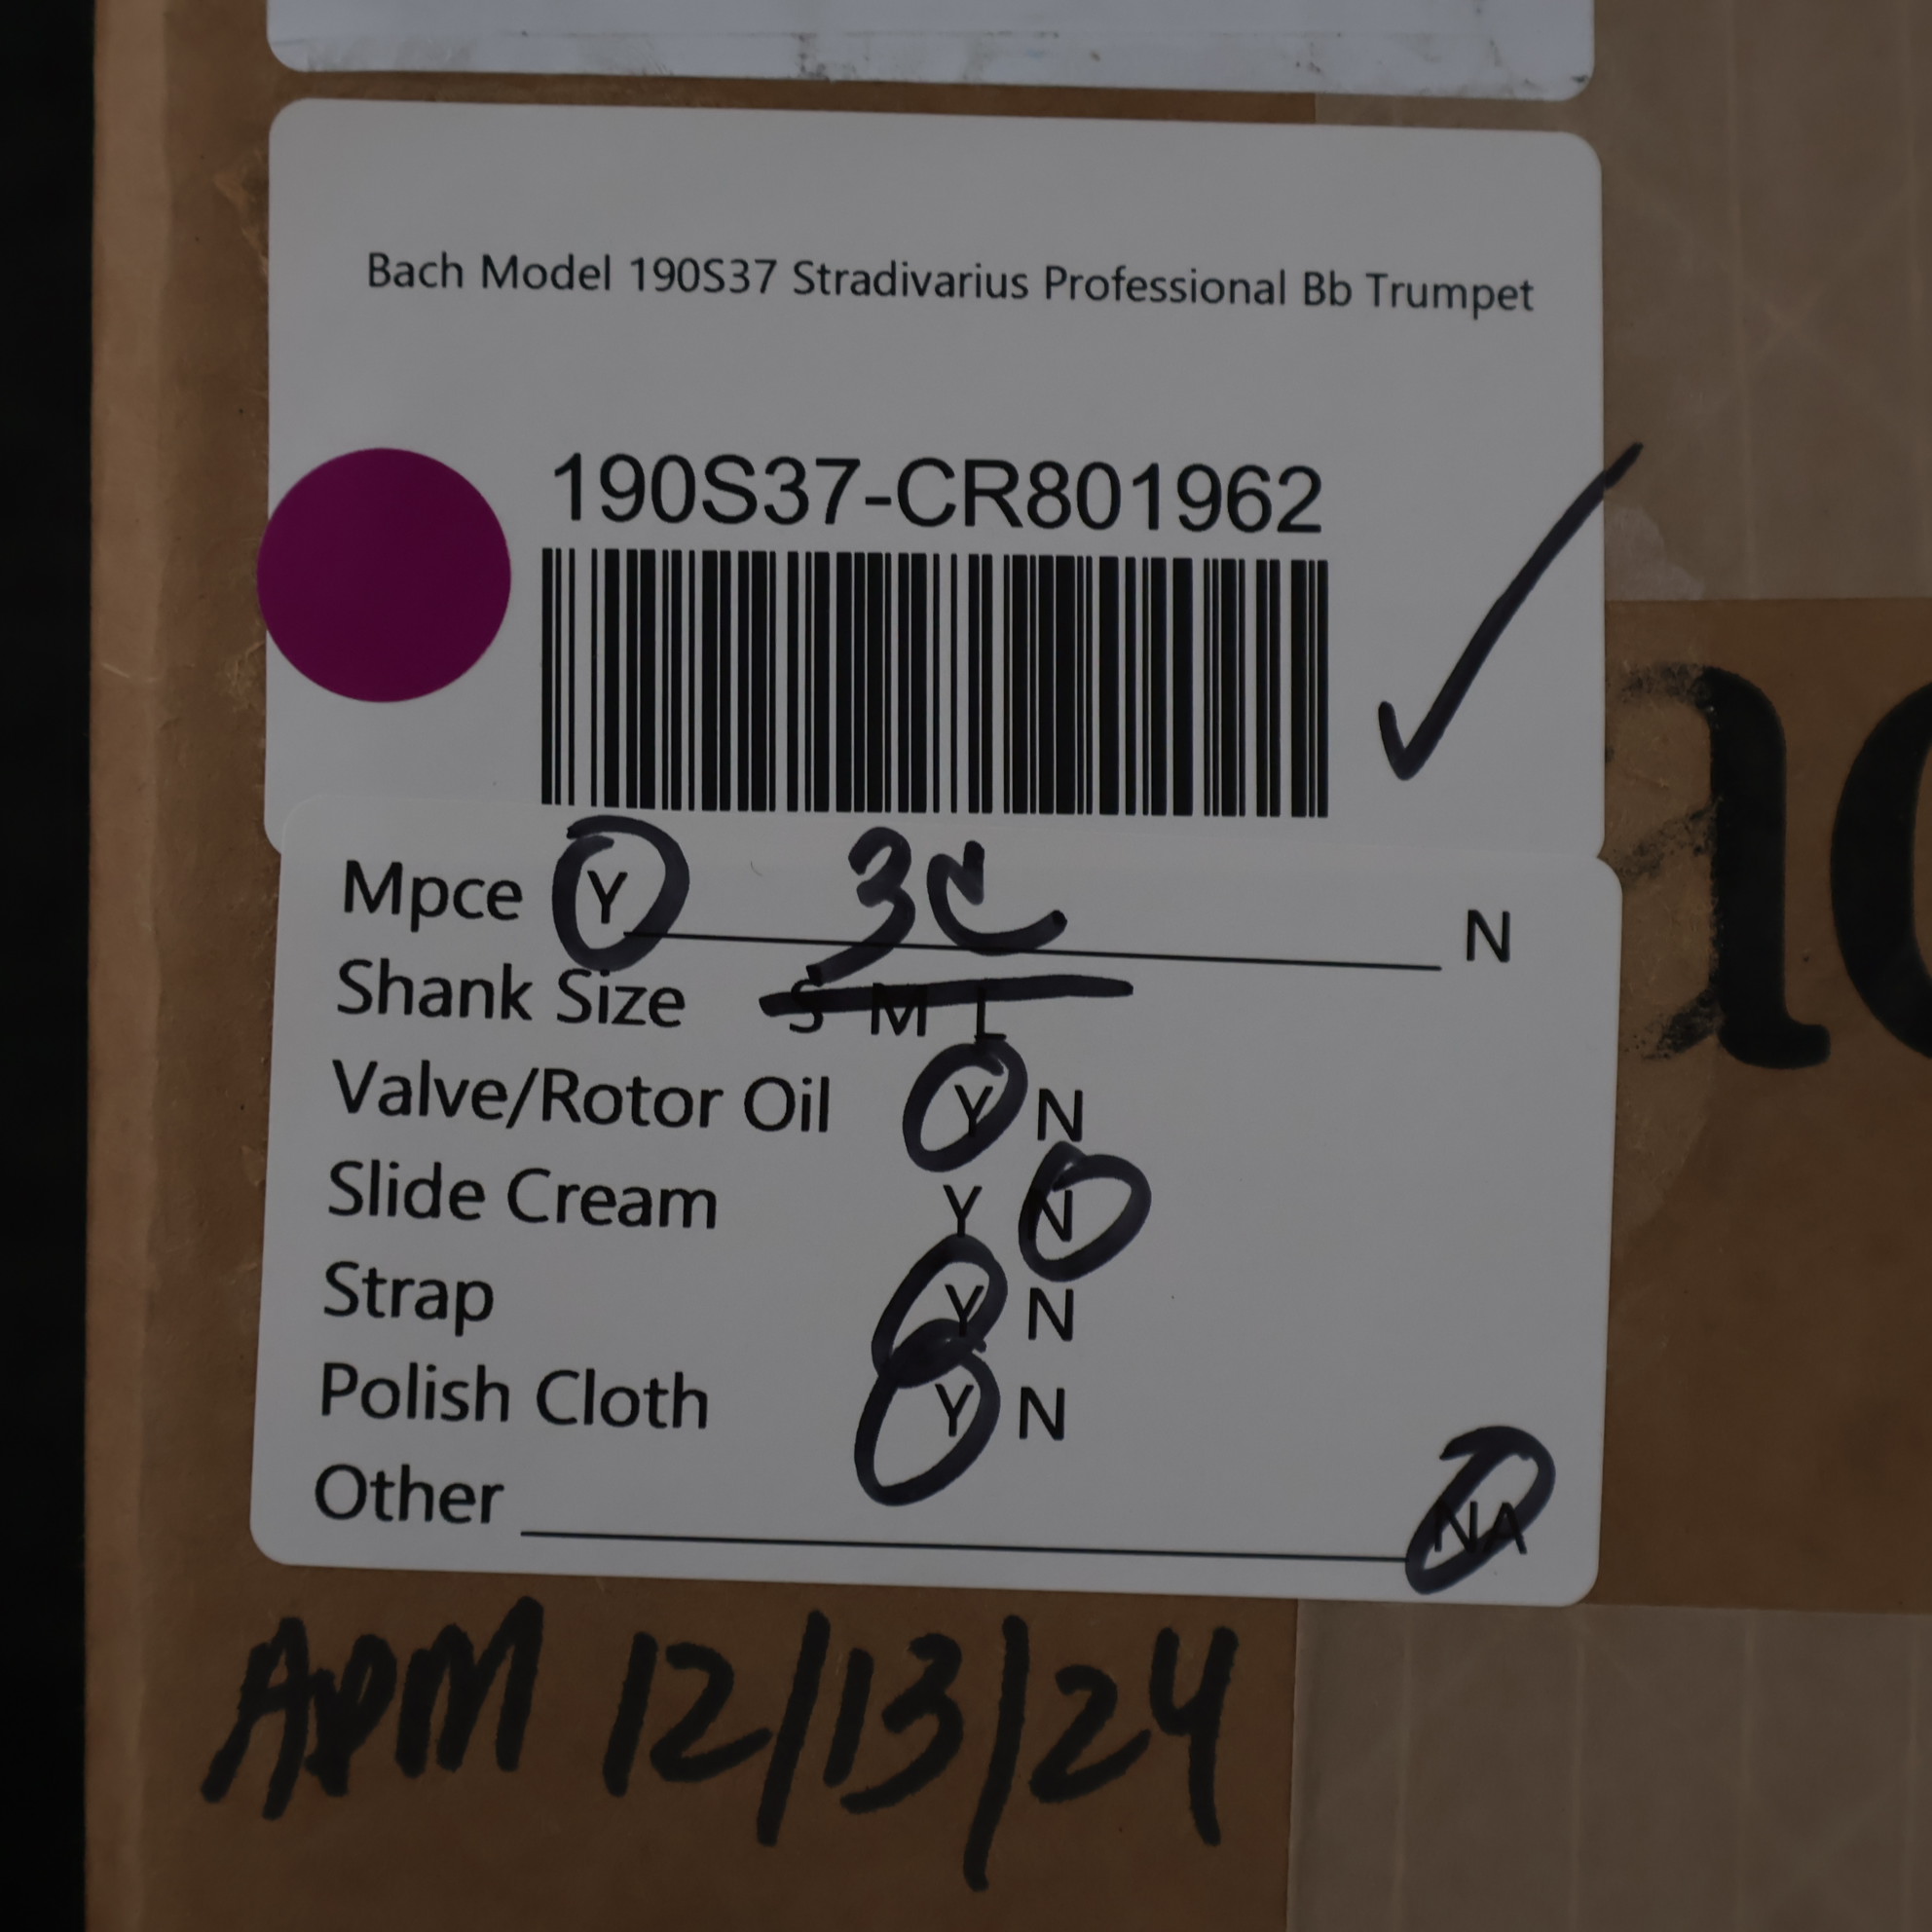 Bach Model 190S37 Stradivarius Professional Bb Trumpet
190S37-CR801962
Mpce Y 3C N
Shank Size S M L
Valve/Rotor Oil Y N
Slide Cream Y N
Strap Y N
Polish Cloth Y N
Other NA
ADM 12/13/24